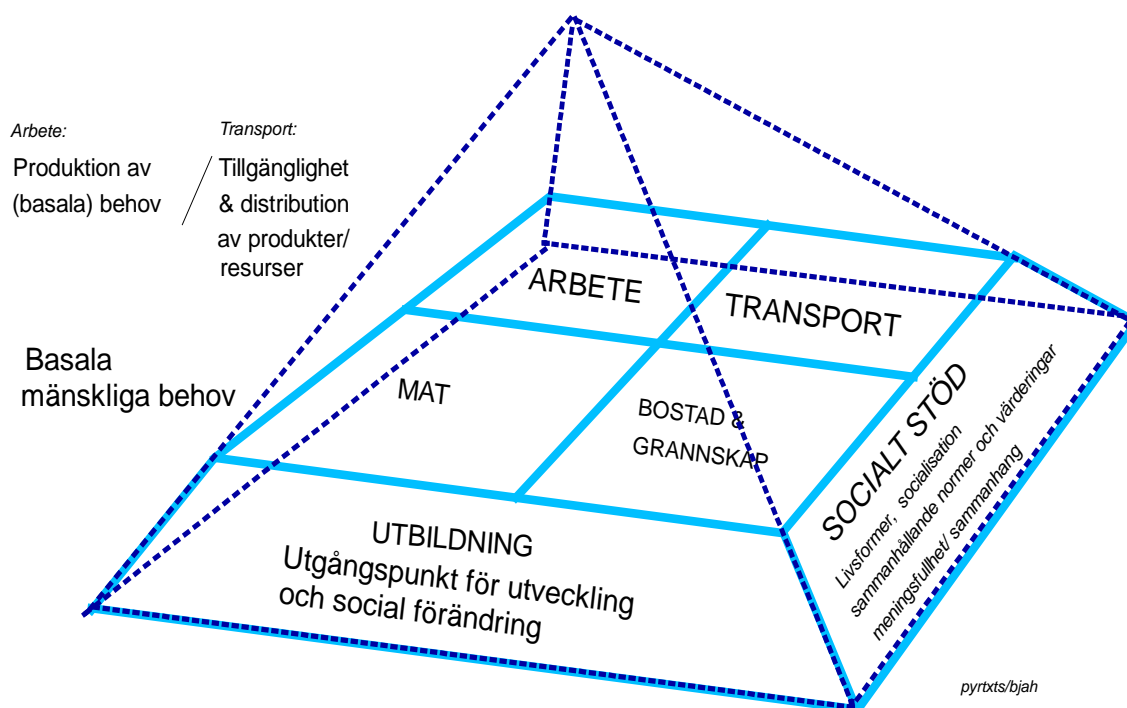 Arbete:
Produktion av
(basala) behov
Transport:
Tillgänglighet
& distribution
av produkter/
resurser
ARBETE
TRANSPORT
Basala
mänskliga behov
MAT
BOSTAD &
GRANNSKAP
SOCIALT STÖD
Livsformer, socialisation
sammanhållande normer och värderingar
meningsfullhet/ sammanhang
UTBILDNING
Utgångspunkt för utveckling
och social förändring
pyrtxts/bjah